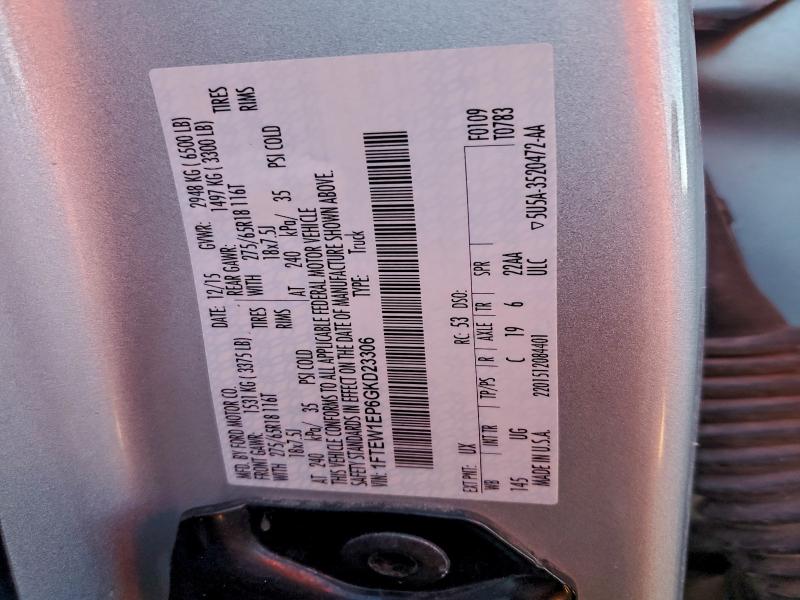 MFD. BY FORD MOTOR CO.
DATE: 12/15 GVWR: 2948 KG ( 6500 LB)
FRONT GAWR: 1531 KG ( 3375 LB) REAR GAWR: 1497 KG ( 3300 LB)
WITH 275/65R18 116T TIRES WITH 275/65R18 116T TIRES
18x7.5J RIMS 18x7.5J RIMS
AT 240 kPa/ 35 PSI COLD AT 240 kPa/ 35 PSI COLD
THIS VEHICLE CONFORMS TO ALL APPLICABLE FEDERAL MOTOR VEHICLE
SAFETY STANDARDS IN EFFECT ON THE DATE OF MANUFACTURE SHOWN ABOVE.
VIN: 1FTEW1EP6GKD23306 TYPE: Truck
EXT PNT: UX RC: 53 DSO: F0109
WB INT TR TP/PS R AXLE TR SPR T0783
145 UG C 19 6 22AA
MADE IN U.S.A. 2201512084401 ULC ▽5U5A-3520472-AA